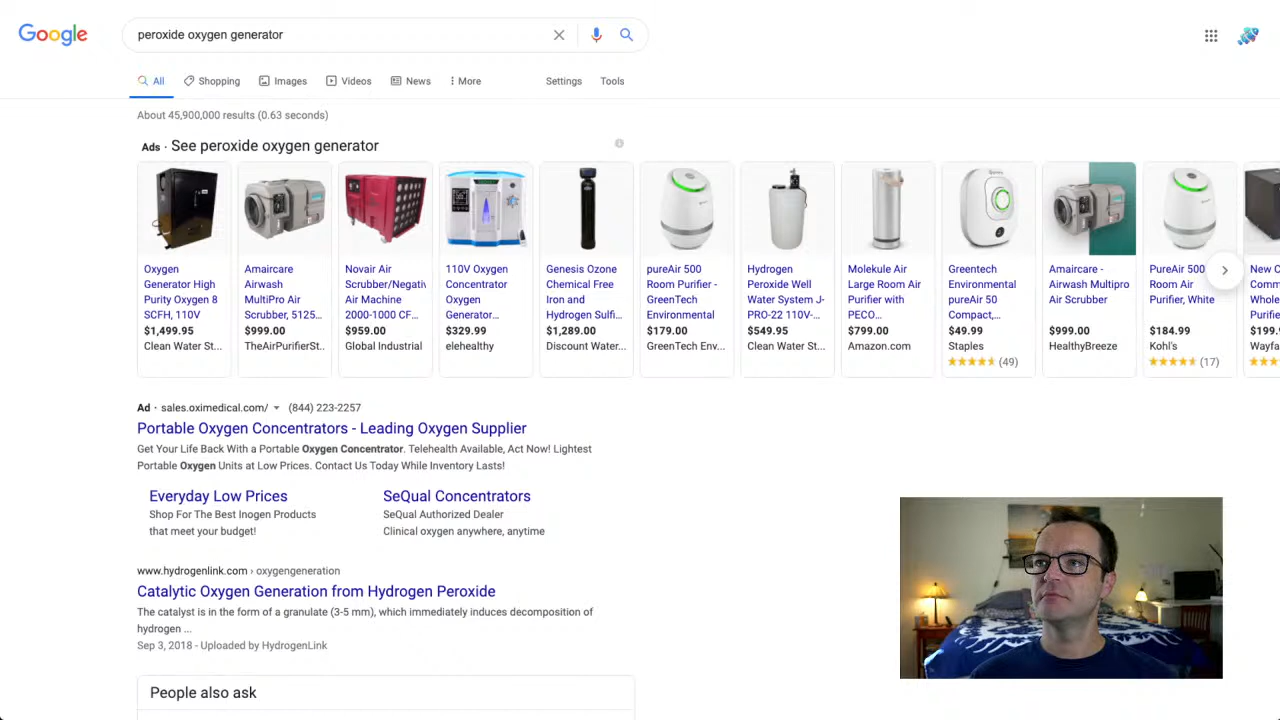 Google
peroxide oxygen generator
All
Shopping
Images
Videos
News
More
Settings
Tools
About 45,900,000 results (0.63 seconds)
Ads · See peroxide oxygen generator
Oxygen
Generator High
Purity Oxygen 8
SCFH, 110V
$1,499.95
Clean Water St...
Amaircare
Airwash
MultiPro Air
Scrubber, 5125...
$999.00
TheAirPurifierSt..
Novair Air
Scrubber/Negativ
Air Machine
2000-1000 CF...
$959.00
Global Industrial
110V Oxygen
Concentrator
Oxygen
Generator...
$329.99
elehealthy
Genesis Ozone
Chemical Free
Iron and
Hydrogen Sulfi...
$1,289.00
Discount Water...
pureAir 500
Room Purifier -
GreenTech
Environmental
$179.00
GreenTech Env...
Hydrogen
Peroxide Well
Water System J-
PRO-22 110V-...
$549.95
Clean Water St...
Molekule Air
Large Room Air
Purifier with
PECO...
$799.00
Amazon.com
Greentech
Environmental
pureAir 50
Compact,...
$49.99
Staples
(49)
Amaircare -
Airwash Multipro
Air Scrubber
$999.00
HealthyBreeze
PureAir 500
Room Air
Purifier, White
$184.99
Kohl's
(17)
New C
Comm
Whole
Purifie
$199.
Wayfa
Ad · sales.oximedical.com/ (844) 223-2257
Portable Oxygen Concentrators - Leading Oxygen Supplier
Get Your Life Back With a Portable Oxygen Concentrator. Telehealth Available, Act Now! Lightest
Portable Oxygen Units at Low Prices. Contact Us Today While Inventory Lasts!
Everyday Low Prices
Shop For The Best Inogen Products
that meet your budget!
SeQual Concentrators
SeQual Authorized Dealer
Clinical oxygen anywhere, anytime
www.hydrogenlink.com › oxygengeneration
Catalytic Oxygen Generation from Hydrogen Peroxide
The catalyst is in the form of a granulate (3-5 mm), which immediately induces decomposition of
hydrogen ...
Sep 3, 2018 - Uploaded by HydrogenLink
People also ask